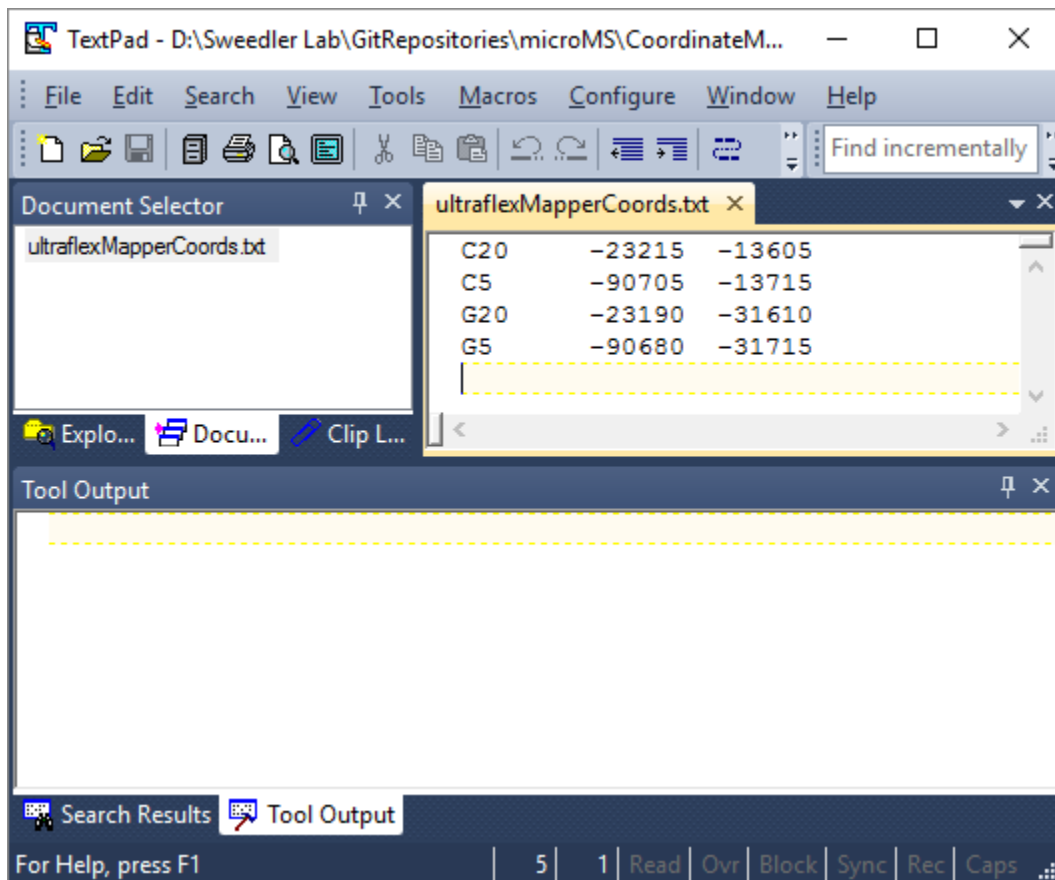 TextPad - D:\Sweedler Lab\GitRepositories\microMS\CoordinateM...
File Edit Search View Tools Macros Configure Window Help
Find incrementally
Document Selector
ultraflexMapperCoords.txt
ultraflexMapperCoords.txt
C20 -23215 -13605
C5 -90705 -13715
G20 -23190 -31610
G5 -90680 -31715
Explo... Docu... Clip L...
Tool Output
Search Results Tool Output
For Help, press F1 5 1 Read Ovr Block Sync Rec Caps